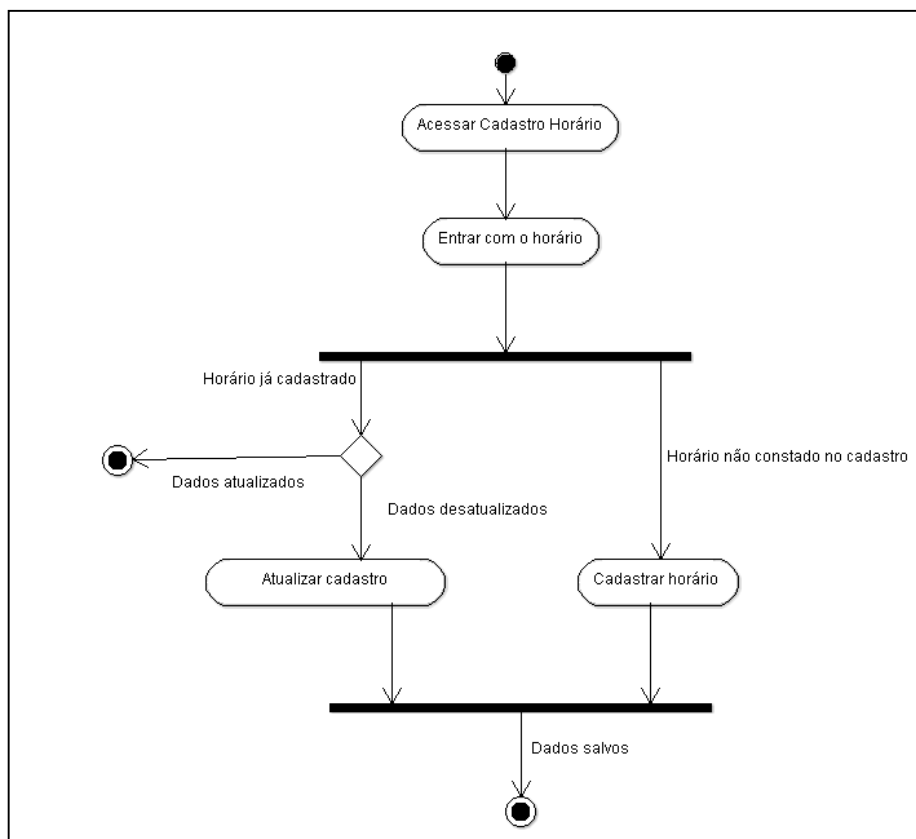 Acessar Cadastro Horário
Entrar com o horário
Horário já cadastrado
Horário não constado no cadastro
Dados atualizados
Dados desatualizados
Atualizar cadastro
Cadastrar horário
Dados salvos